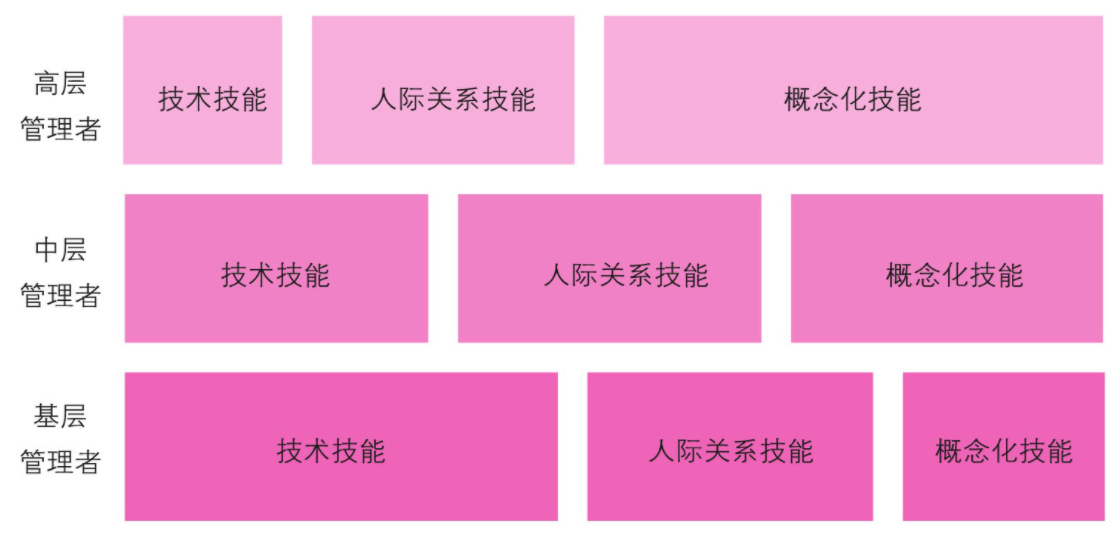 高层
管理者
技术技能
人际关系技能
概念化技能
中层
管理者
技术技能
人际关系技能
概念化技能
基层
管理者
技术技能
人际关系技能
概念化技能